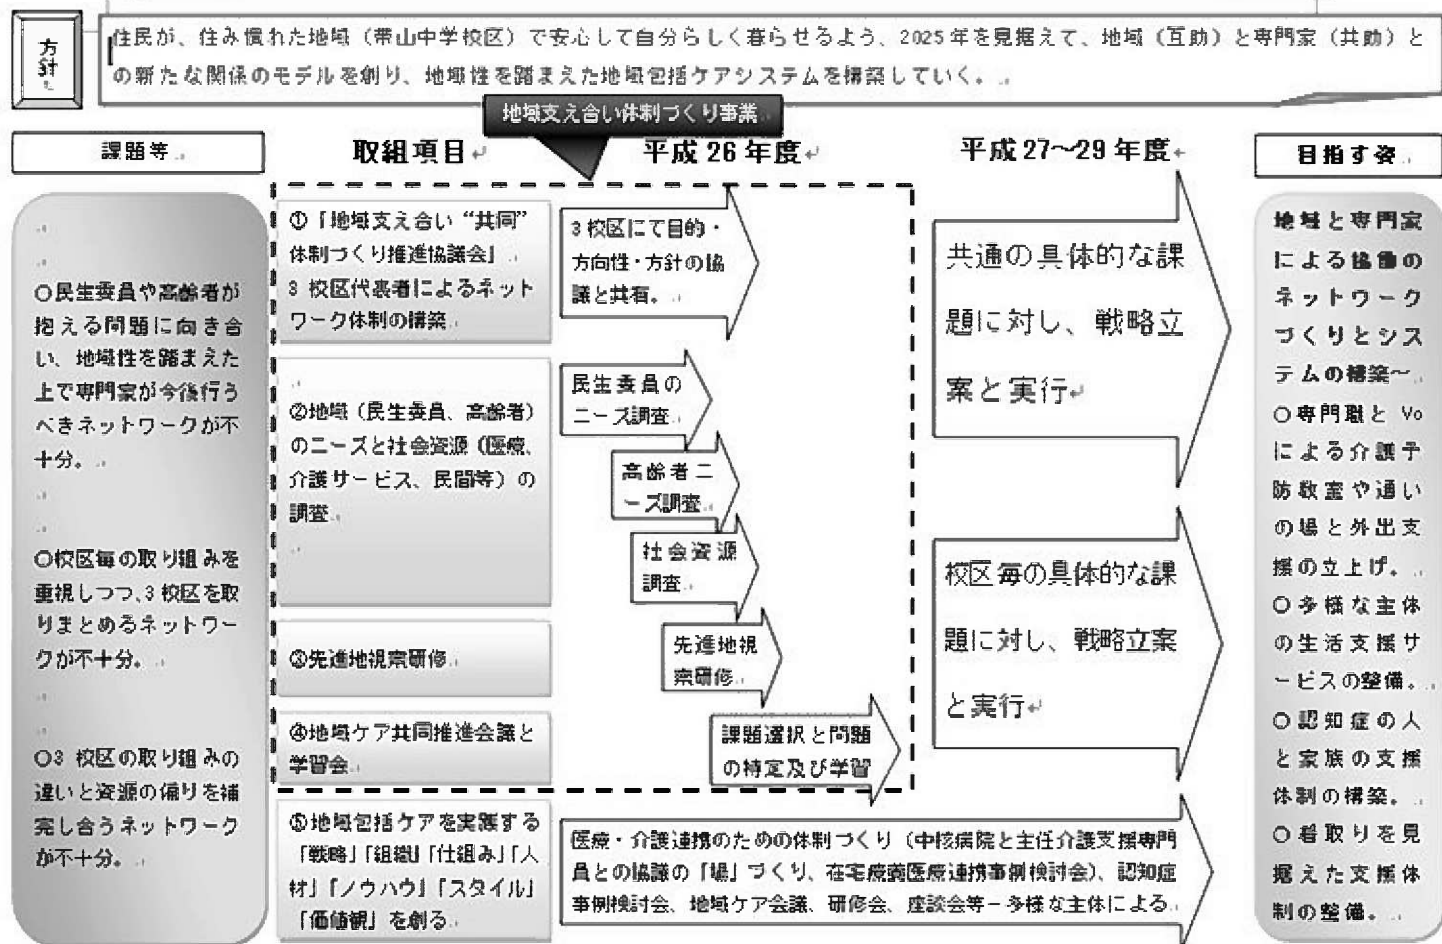 方針
住民が、住み慣れた地域（帯山中学校区）で安心して自分らしく暮らせるよう、2025年を見据えて、地域（互助）と専門家（共助）と
の新たな関係のモデルを創り、地域性を踏まえた地域包括ケアシステムを構築していく。
地域支え合い体制づくり事業
課題等
取組項目
平成26年度
平成27～29年度
目指す姿
○民生委員や高齢者が
抱える問題に向き合
い、地域性を踏まえた
上で専門家が今後行う
べきネットワークが不
十分。
○校区毎の取り組みを
重視しつつ、3校区を取
りまとめるネットワー
クが不十分。
○3 校区の取り組みの
違いと資源の偏りを補
完し合うネットワーク
が不十分。
①「地域支え合い“共同”
体制づくり推進協議会」
3 校区代表者によるネット
ワーク体制の構築
②地域（民生委員、高齢者）
のニーズと社会資源（医療、
介護サービス、民間等）の
調査
③先進地視察研修
④地域ケア共同推進会議と
学習会
⑤地域包括ケアを実践する
「戦略」「組織」「仕組み」「人
材」「ノウハウ」「スタイル」
「価値観」を創る
3校区にて目的・
方向性・方針の協
議と共有。
民生委員の
ニーズ調査
高齢者ニ
ーズ調査
社会資源
調査
先進地視
察研修
課題選択と問題
の特定及び学習
医療・介護連携のための体制づくり（中核病院と主任介護支援専門
員との協議の「場」づくり、在宅療養医療連携事例検討会）、認知症
事例検討会、地域ケア会議、研修会、座談会等－多様な主体による
共通の具体的な課
題に対し、戦略立
案と実行
校区毎の具体的な課
題に対し、戦略立案
と実行
地域と専門家
による協働の
ネットワーク
づくりとシス
テムの構築～
○専門職と Vo
による介護予
防教室や通い
の場と外出支
援の立上げ。
○多様な主体
の生活支援サ
ービスの整備。
○認知症の人
と家族の支援
体制の構築。
○看取りを見
据えた支援体
制の整備。